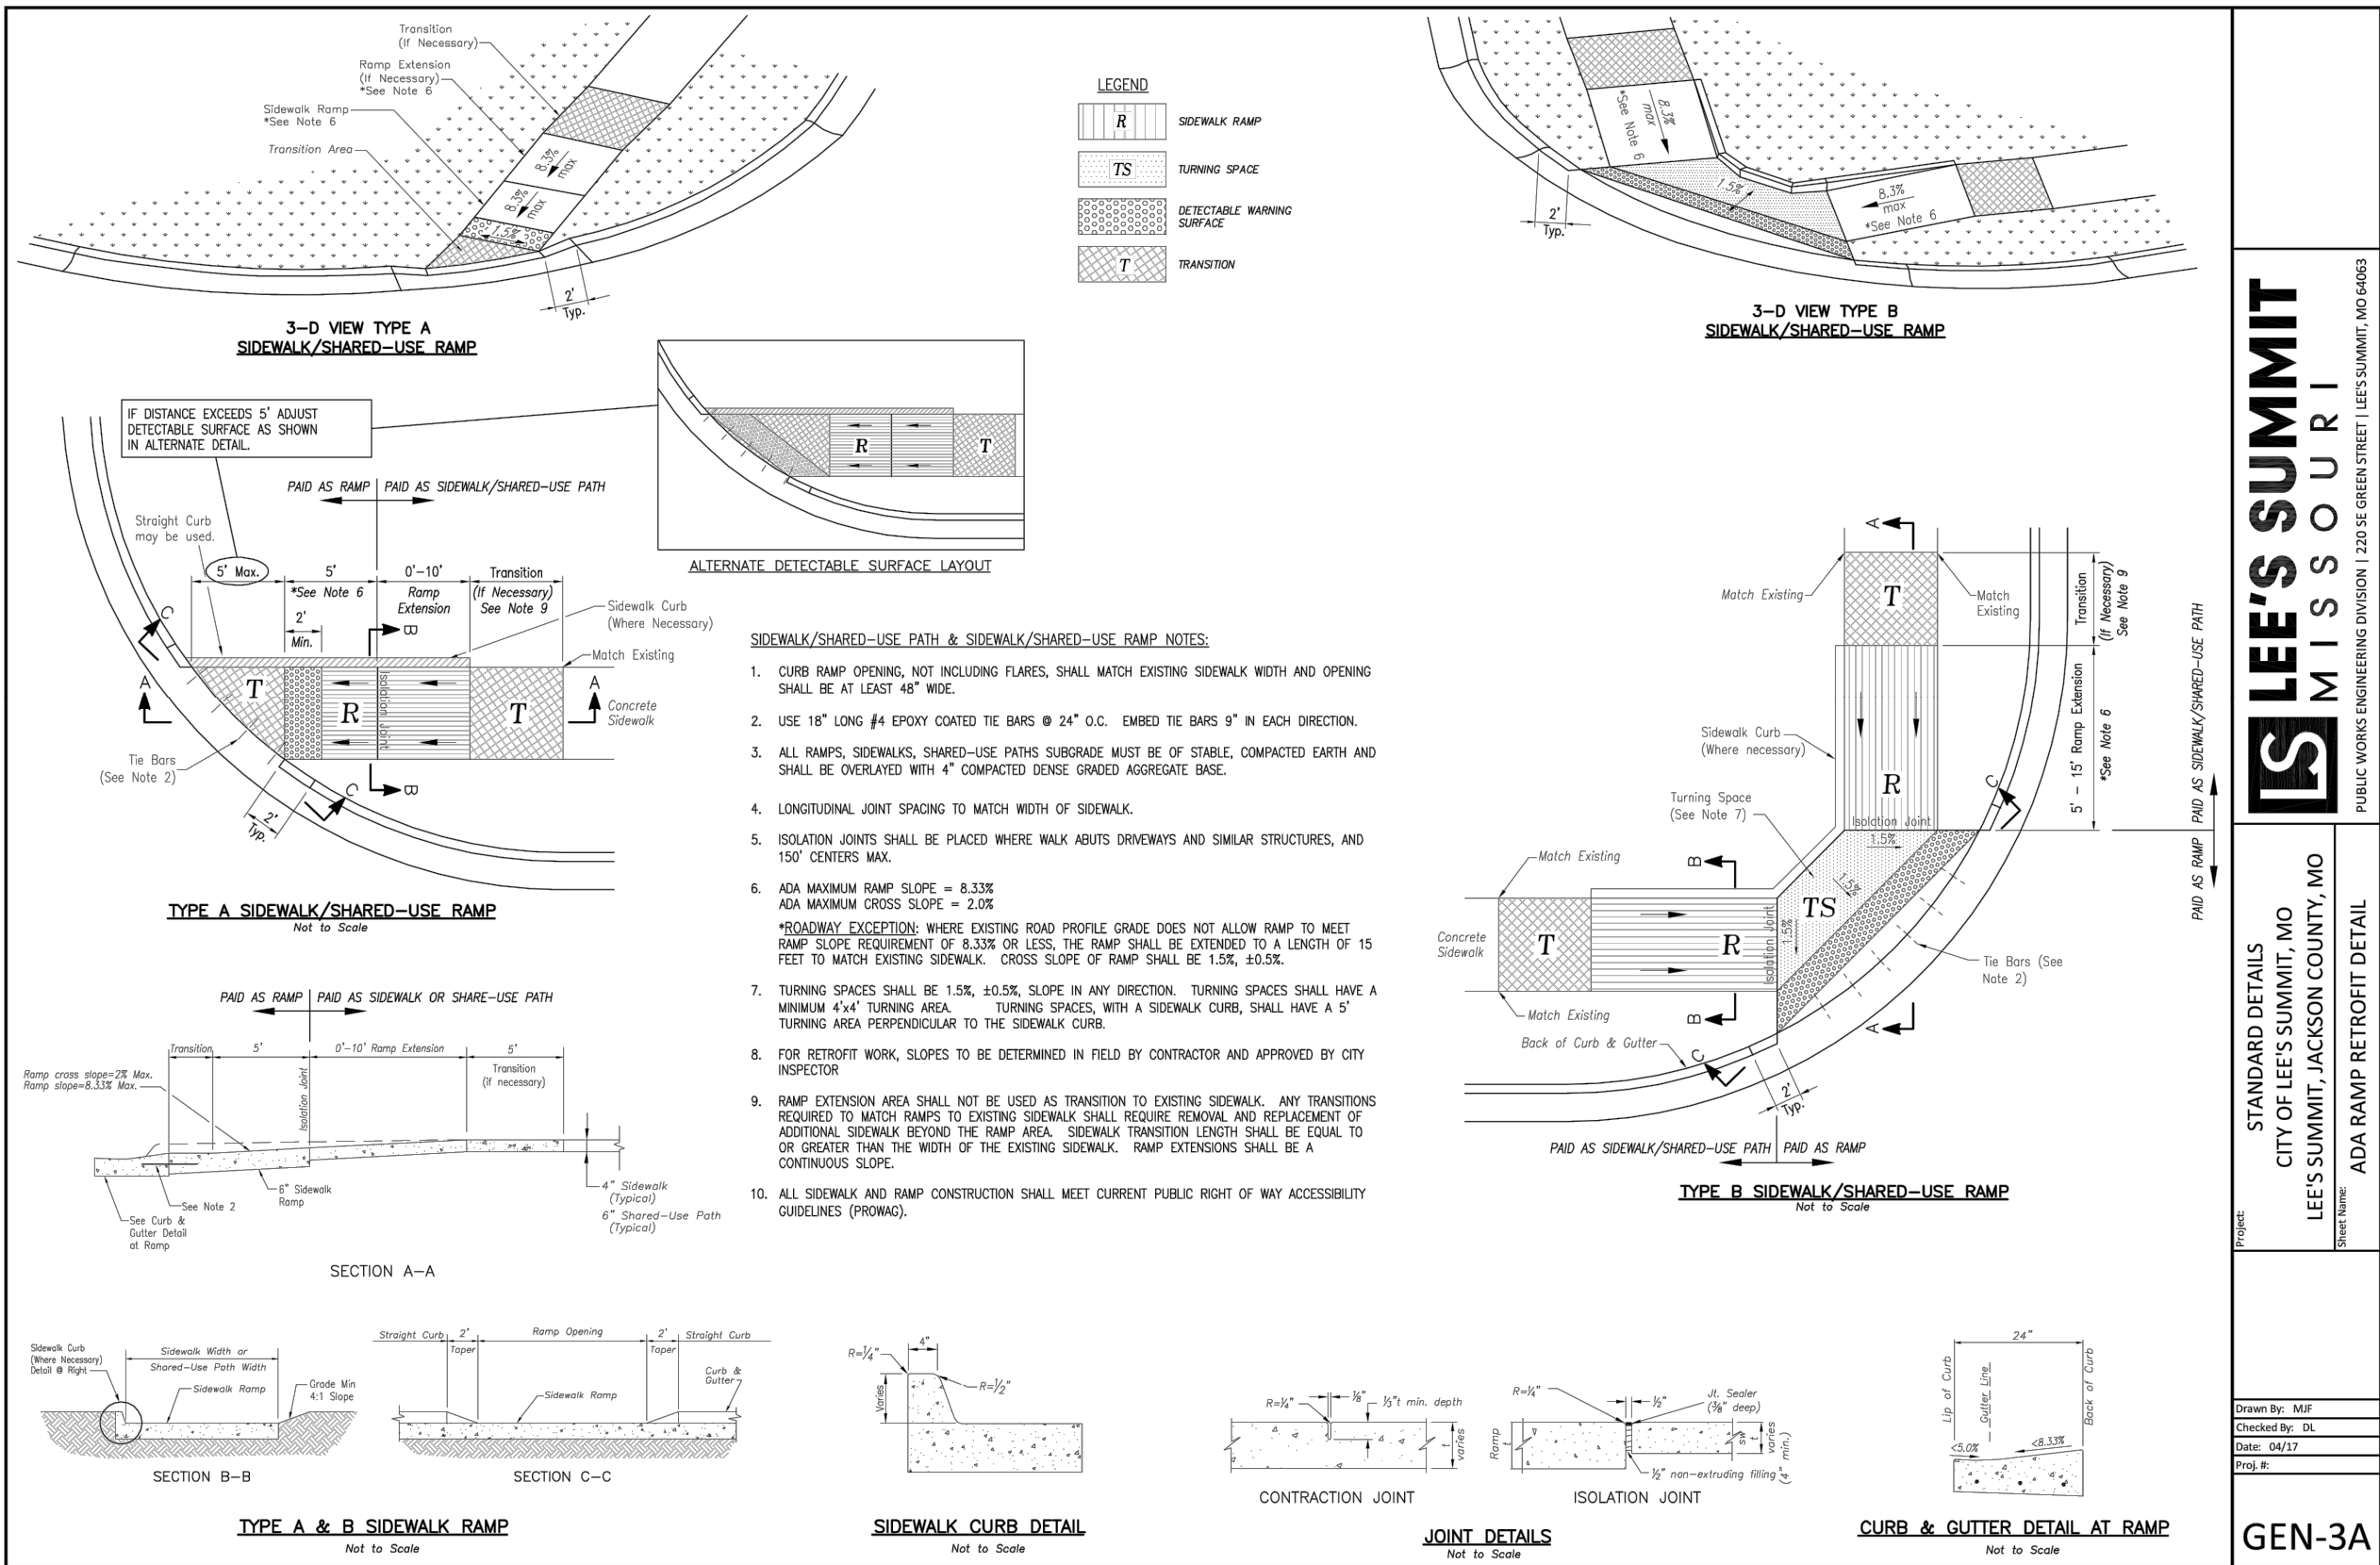 Transition
(If Necessary)
Ramp Extension
(If Necessary)
*See Note 6
Sidewalk Ramp
*See Note 6
Transition Area
8.3%
max
8.3%
max
1.5%
2'
Typ.
3-D VIEW TYPE A
SIDEWALK/SHARED-USE RAMP
LEGEND
R
SIDEWALK RAMP
TS
TURNING SPACE
DETECTABLE WARNING
SURFACE
T
TRANSITION
8.3%
max
*See Note 6
1.5%
8.3%
max
*See Note 6
2'
Typ.
3-D VIEW TYPE B
SIDEWALK/SHARED-USE RAMP
IF DISTANCE EXCEEDS 5' ADJUST
DETECTABLE SURFACE AS SHOWN
IN ALTERNATE DETAIL.
R
T
ALTERNATE DETECTABLE SURFACE LAYOUT
PAID AS RAMP
PAID AS SIDEWALK/SHARED-USE PATH
Straight Curb
may be used.
5' Max.
5'
*See Note 6
0'-10'
Ramp
Extension
Transition
(If Necessary)
See Note 9
2'
Min.
Sidewalk Curb
(Where Necessary)
Match Existing
Concrete
Sidewalk
A
A
B
B
C
C
T
R
Isolation Joint
T
Tie Bars
(See Note 2)
2'
Typ.
TYPE A SIDEWALK/SHARED-USE RAMP
Not to Scale
SIDEWALK/SHARED-USE PATH & SIDEWALK/SHARED-USE RAMP NOTES:
1. CURB RAMP OPENING, NOT INCLUDING FLARES, SHALL MATCH EXISTING SIDEWALK WIDTH AND OPENING
SHALL BE AT LEAST 48" WIDE.
2. USE 18" LONG #4 EPOXY COATED TIE BARS @ 24" O.C. EMBED TIE BARS 9" IN EACH DIRECTION.
3. ALL RAMPS, SIDEWALKS, SHARED-USE PATHS SUBGRADE MUST BE OF STABLE, COMPACTED EARTH AND
SHALL BE OVERLAYED WITH 4" COMPACTED DENSE GRADED AGGREGATE BASE.
4. LONGITUDINAL JOINT SPACING TO MATCH WIDTH OF SIDEWALK.
5. ISOLATION JOINTS SHALL BE PLACED WHERE WALK ABUTS DRIVEWAYS AND SIMILAR STRUCTURES, AND
150' CENTERS MAX.
6. ADA MAXIMUM RAMP SLOPE = 8.33%
ADA MAXIMUM CROSS SLOPE = 2.0%
*ROADWAY EXCEPTION: WHERE EXISTING ROAD PROFILE GRADE DOES NOT ALLOW RAMP TO MEET
RAMP SLOPE REQUIREMENT OF 8.33% OR LESS, THE RAMP SHALL BE EXTENDED TO A LENGTH OF 15
FEET TO MATCH EXISTING SIDEWALK. CROSS SLOPE OF RAMP SHALL BE 1.5%, ±0.5%.
7. TURNING SPACES SHALL BE 1.5%, ±0.5%, SLOPE IN ANY DIRECTION. TURNING SPACES SHALL HAVE A
MINIMUM 4'x4' TURNING AREA. TURNING SPACES, WITH A SIDEWALK CURB, SHALL HAVE A 5'
TURNING AREA PERPENDICULAR TO THE SIDEWALK CURB.
8. FOR RETROFIT WORK, SLOPES TO BE DETERMINED IN FIELD BY CONTRACTOR AND APPROVED BY CITY
INSPECTOR
9. RAMP EXTENSION AREA SHALL NOT BE USED AS TRANSITION TO EXISTING SIDEWALK. ANY TRANSITIONS
REQUIRED TO MATCH RAMPS TO EXISTING SIDEWALK SHALL REQUIRE REMOVAL AND REPLACEMENT OF
ADDITIONAL SIDEWALK BEYOND THE RAMP AREA. SIDEWALK TRANSITION LENGTH SHALL BE EQUAL TO
OR GREATER THAN THE WIDTH OF THE EXISTING SIDEWALK. RAMP EXTENSIONS SHALL BE A
CONTINUOUS SLOPE.
10. ALL SIDEWALK AND RAMP CONSTRUCTION SHALL MEET CURRENT PUBLIC RIGHT OF WAY ACCESSIBILITY
GUIDELINES (PROWAG).
A
Match Existing
T
Match
Existing
Transition
(If Necessary)
See Note 9
5' - 15' Ramp Extension
*See Note 6
PAID AS RAMP
PAID AS SIDEWALK/SHARED-USE PATH
Sidewalk Curb
(Where necessary)
R
C
Turning Space
(See Note 7)
Isolation Joint
1.5%
Match Existing
B
1.5%
TS
1.5%
Isolation Joint
Concrete
Sidewalk
T
R
Tie Bars (See
Note 2)
Match Existing
B
A
Back of Curb & Gutter
C
2'
Typ.
PAID AS SIDEWALK/SHARED-USE PATH
PAID AS RAMP
TYPE B SIDEWALK/SHARED-USE RAMP
Not to Scale
PAID AS RAMP
PAID AS SIDEWALK OR SHARE-USE PATH
Transition
5'
0'-10' Ramp Extension
5'
Transition
(if necessary)
Ramp cross slope=2% Max.
Ramp slope=8.33% Max.
Isolation Joint
6" Sidewalk
Ramp
See Note 2
See Curb &
Gutter Detail
at Ramp
4" Sidewalk
(Typical)
6" Shared-Use Path
(Typical)
SECTION A-A
Sidewalk Curb
(Where Necessary)
Detail @ Right
Sidewalk Width or
Shared-Use Path Width
Sidewalk Ramp
Grade Min
4:1 Slope
SECTION B-B
Straight Curb
2'
Taper
Ramp Opening
2'
Taper
Straight Curb
Curb &
Gutter
Sidewalk Ramp
SECTION C-C
TYPE A & B SIDEWALK RAMP
Not to Scale
4"
R=1/4"
R=1/2"
Varies
SIDEWALK CURB DETAIL
Not to Scale
R=1/4"
1/8"
1/3"t min. depth
t
varies
CONTRACTION JOINT
R=1/4"
1/2"
Jt. Sealer
(3/8" deep)
Ramp
t
sw
t
varies
(4" min.)
1/2" non-extruding filling
ISOLATION JOINT
JOINT DETAILS
Not to Scale
24"
Lip of Curb
Gutter Line
Back of Curb
<5.0%
<8.33%
CURB & GUTTER DETAIL AT RAMP
Not to Scale
LS LEE'S SUMMIT
MISSOURI
PUBLIC WORKS ENGINEERING DIVISION | 220 SE GREEN STREET | LEE'S SUMMIT, MO 64063
Project:
STANDARD DETAILS
CITY OF LEE'S SUMMIT, MO
LEE'S SUMMIT, JACKSON COUNTY, MO
Sheet Name:
ADA RAMP RETROFIT DETAIL
Drawn By: MJF
Checked By: DL
Date: 04/17
Proj. #:
GEN-3A